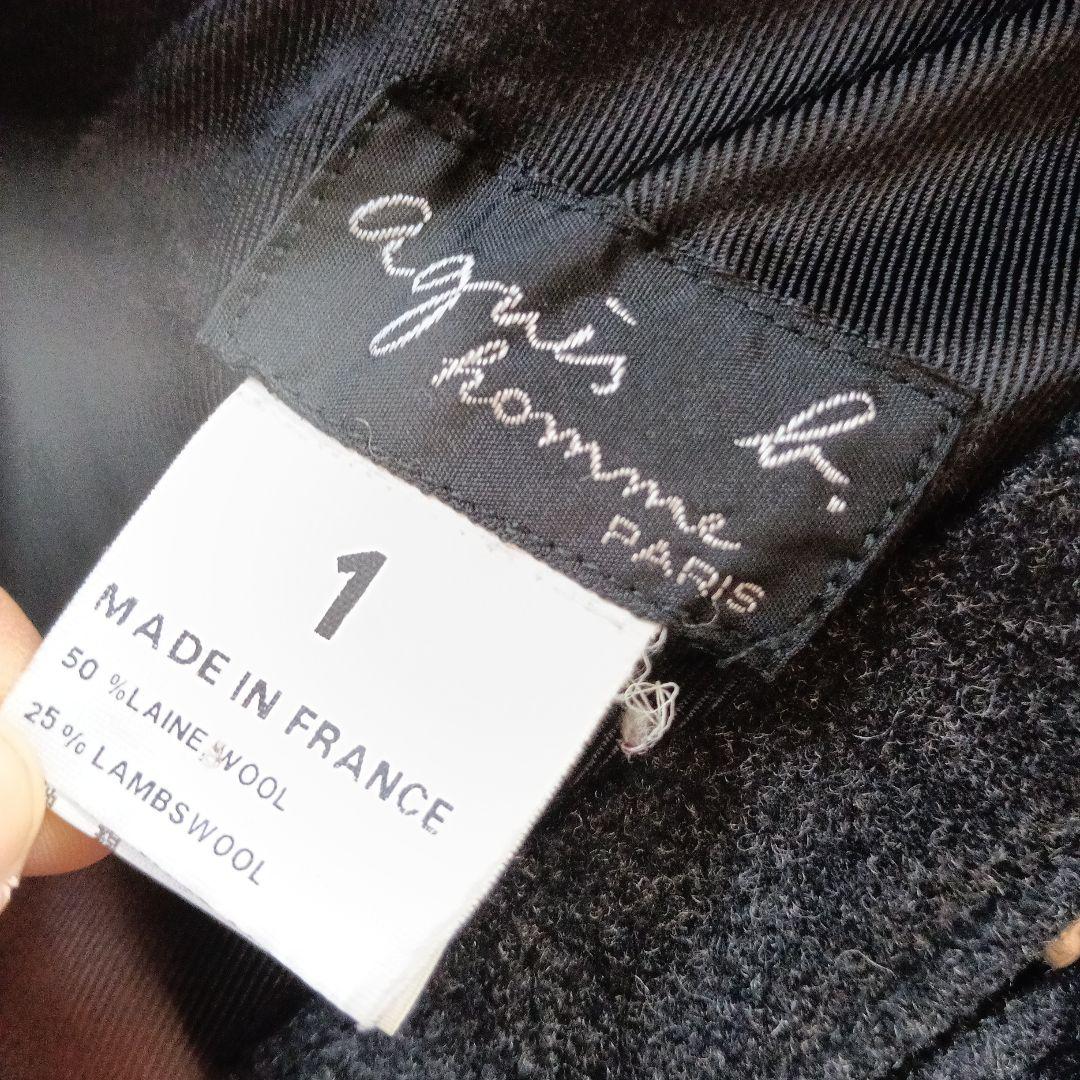 agnès b.
homme
PARIS
1
MADE IN FRANCE
50 %LAINE WOOL
25% LAMBSWOOL